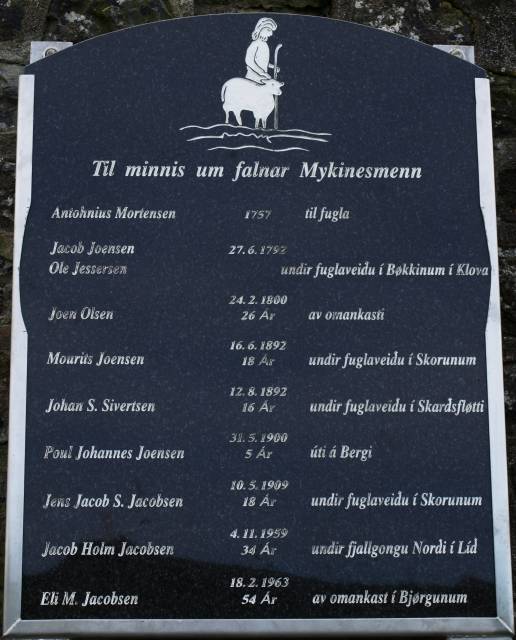 Til minnis um falnar Mykinesmenn
Antohnius Mortensen 1757 til fugla
Jacob Joensen 27.6.1792
Ole Jessersen undir fuglaveiðu í Bøkkinum í Klova
24.2.1800
Joen Olsen 26 Ár av omankasti
16.6.1892
Mourits Joensen 18 Ár undir fuglaveiðu í Skorunum
12.8.1892
Johan S. Sivertsen 16 Ár undir fuglaveiðu í Skarðsfløtti
31.5.1900
Poul Johannes Joensen 5 Ár úti á Bergi
10.5.1909
Jens Jacob S. Jacobsen 18 Ár undir fuglaveiðu í Skorunum
4.11.1959
Jacob Holm Jacobsen 34 Ár undir fjallgongu Norði í Líð
18.2.1963
Eli M. Jacobsen 54 Ár av omankast í Bjørgunum